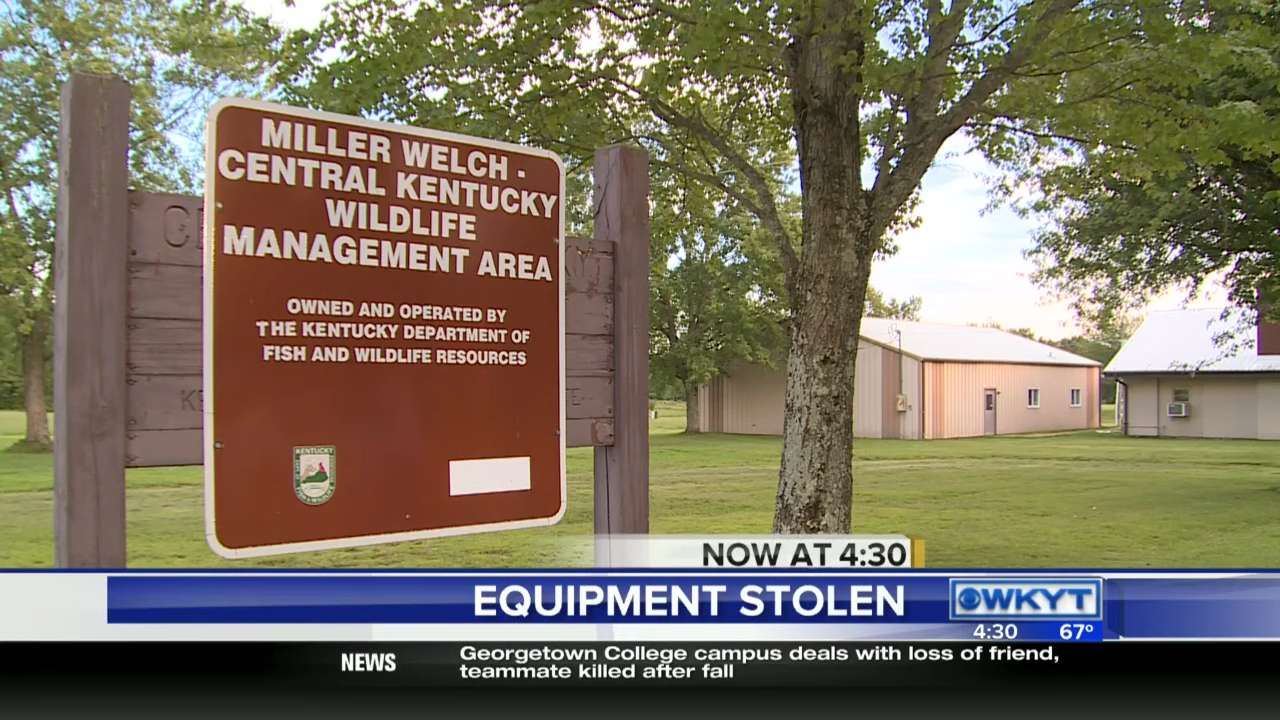 MILLER WELCH -
CENTRAL KENTUCKY
WILDLIFE
MANAGEMENT AREA
OWNED AND OPERATED BY
THE KENTUCKY DEPARTMENT OF
FISH AND WILDLIFE RESOURCES
KENTUCKY
NOW AT 4:30
EQUIPMENT STOLEN
WKYT
4:30 67°
NEWS
Georgetown College campus deals with loss of friend,
teammate killed after fall